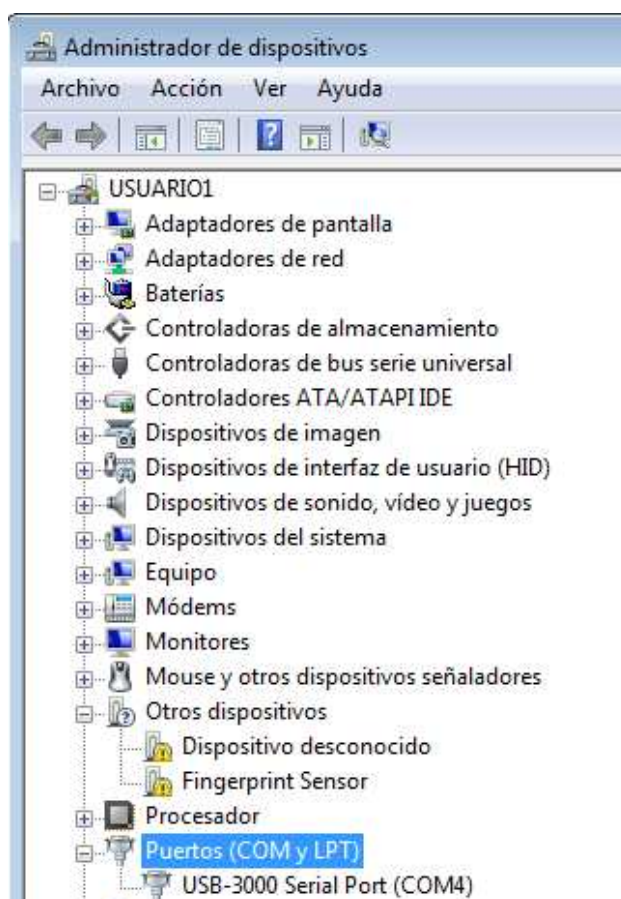 Administrador de dispositivos
Archivo Acción Ver Ayuda
USUARIO1
Adaptadores de pantalla
Adaptadores de red
Baterías
Controladoras de almacenamiento
Controladoras de bus serie universal
Controladores ATA/ATAPI IDE
Dispositivos de imagen
Dispositivos de interfaz de usuario (HID)
Dispositivos de sonido, vídeo y juegos
Dispositivos del sistema
Equipo
Módems
Monitores
Mouse y otros dispositivos señaladores
Otros dispositivos
Dispositivo desconocido
Fingerprint Sensor
Procesador
Puertos (COM y LPT)
USB-3000 Serial Port (COM4)